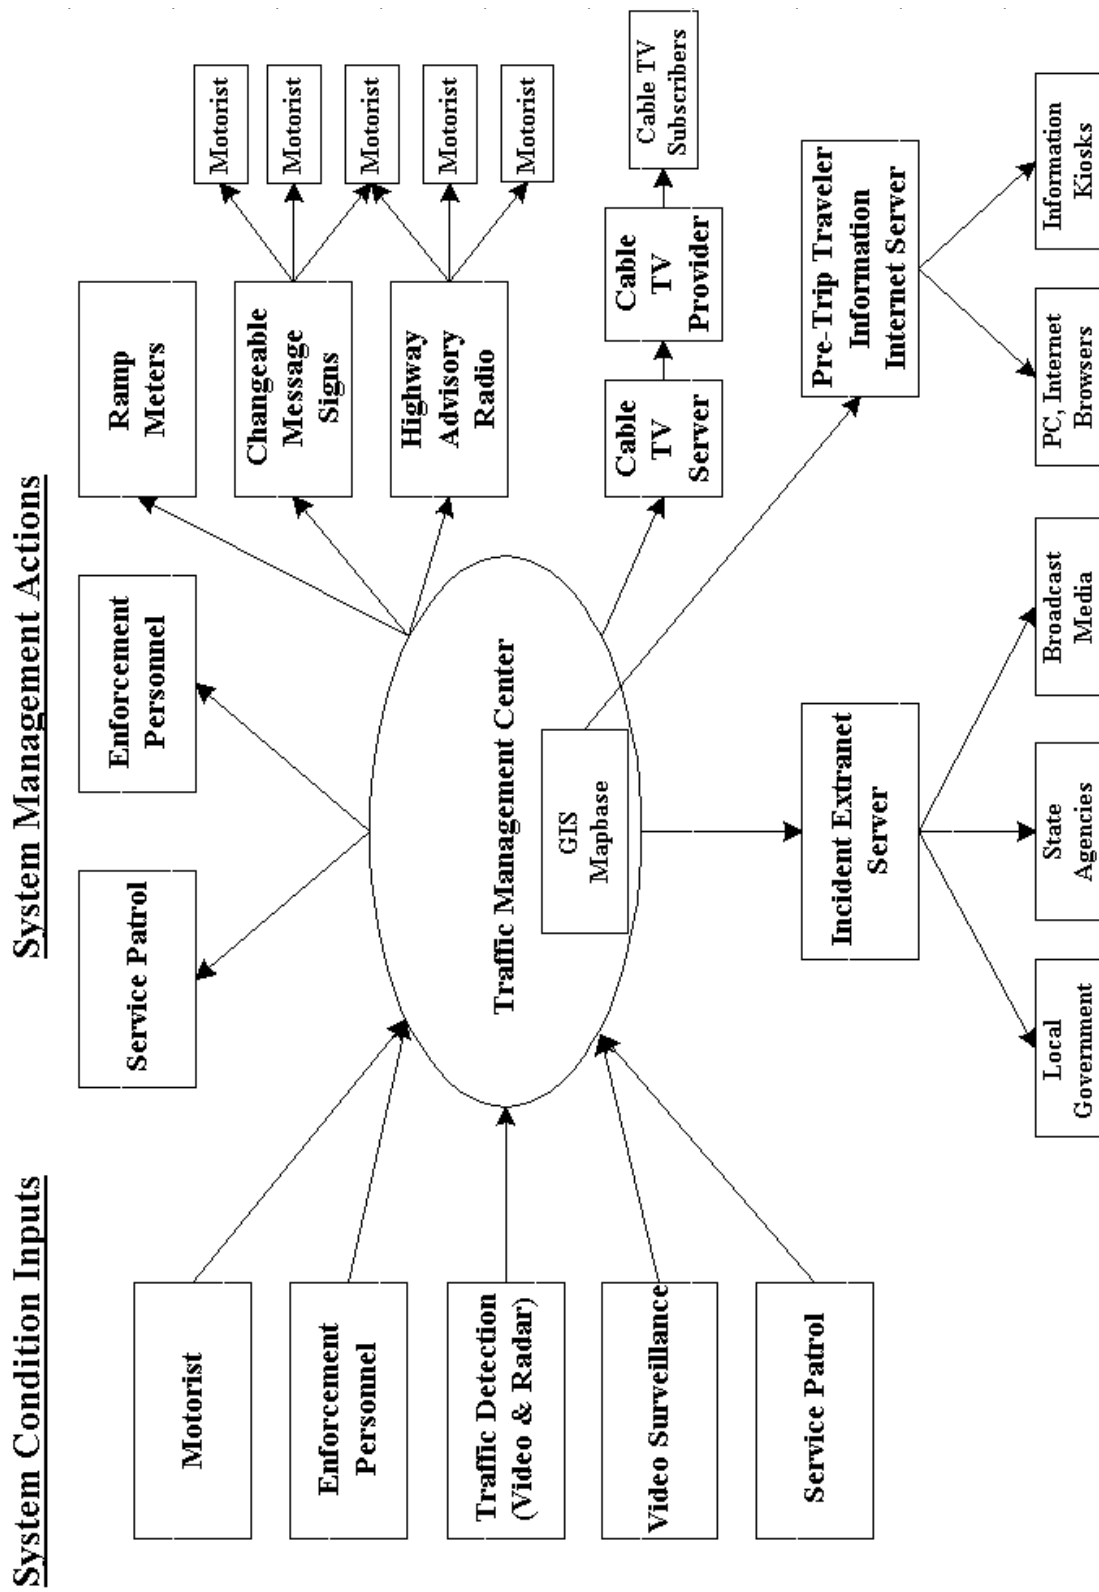 System Condition Inputs
System Management Actions
Motorist
Enforcement
Personnel
Traffic Detection
(Video & Radar)
Video Surveillance
Service Patrol
Service Patrol
Enforcement
Personnel
Traffic Management Center
GIS
Mapbase
Ramp
Meters
Changeable
Message
Signs
Highway
Advisory
Radio
Motorist
Motorist
Motorist
Motorist
Motorist
Cable
TV
Server
Cable
TV
Provider
Cable TV
Subscribers
Incident Extranet
Server
Pre-Trip Traveler
Information
Internet Server
Local
Government
State
Agencies
Broadcast
Media
PC, Internet
Browsers
Information
Kiosks